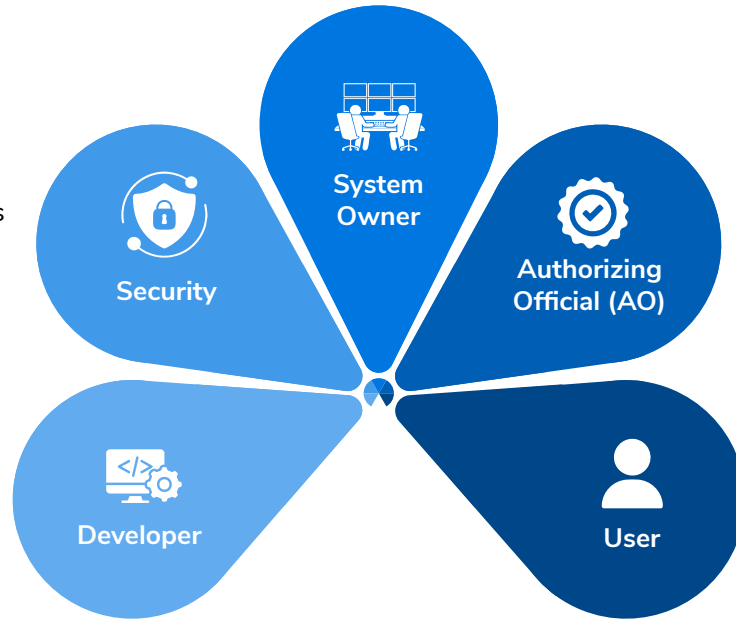 System
Owner
s
Security
Authorizing
Official (AO)
</>
Developer
User